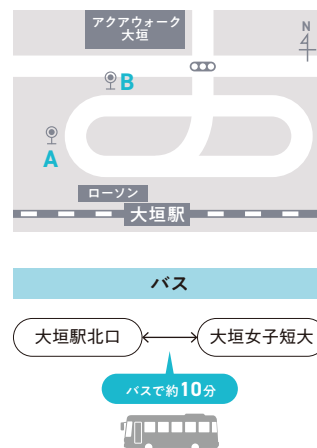 アクアウォーク
大垣
N
B
A
ローソン
大垣駅
バス
大垣駅北口
大垣女子短大
バスで約10分